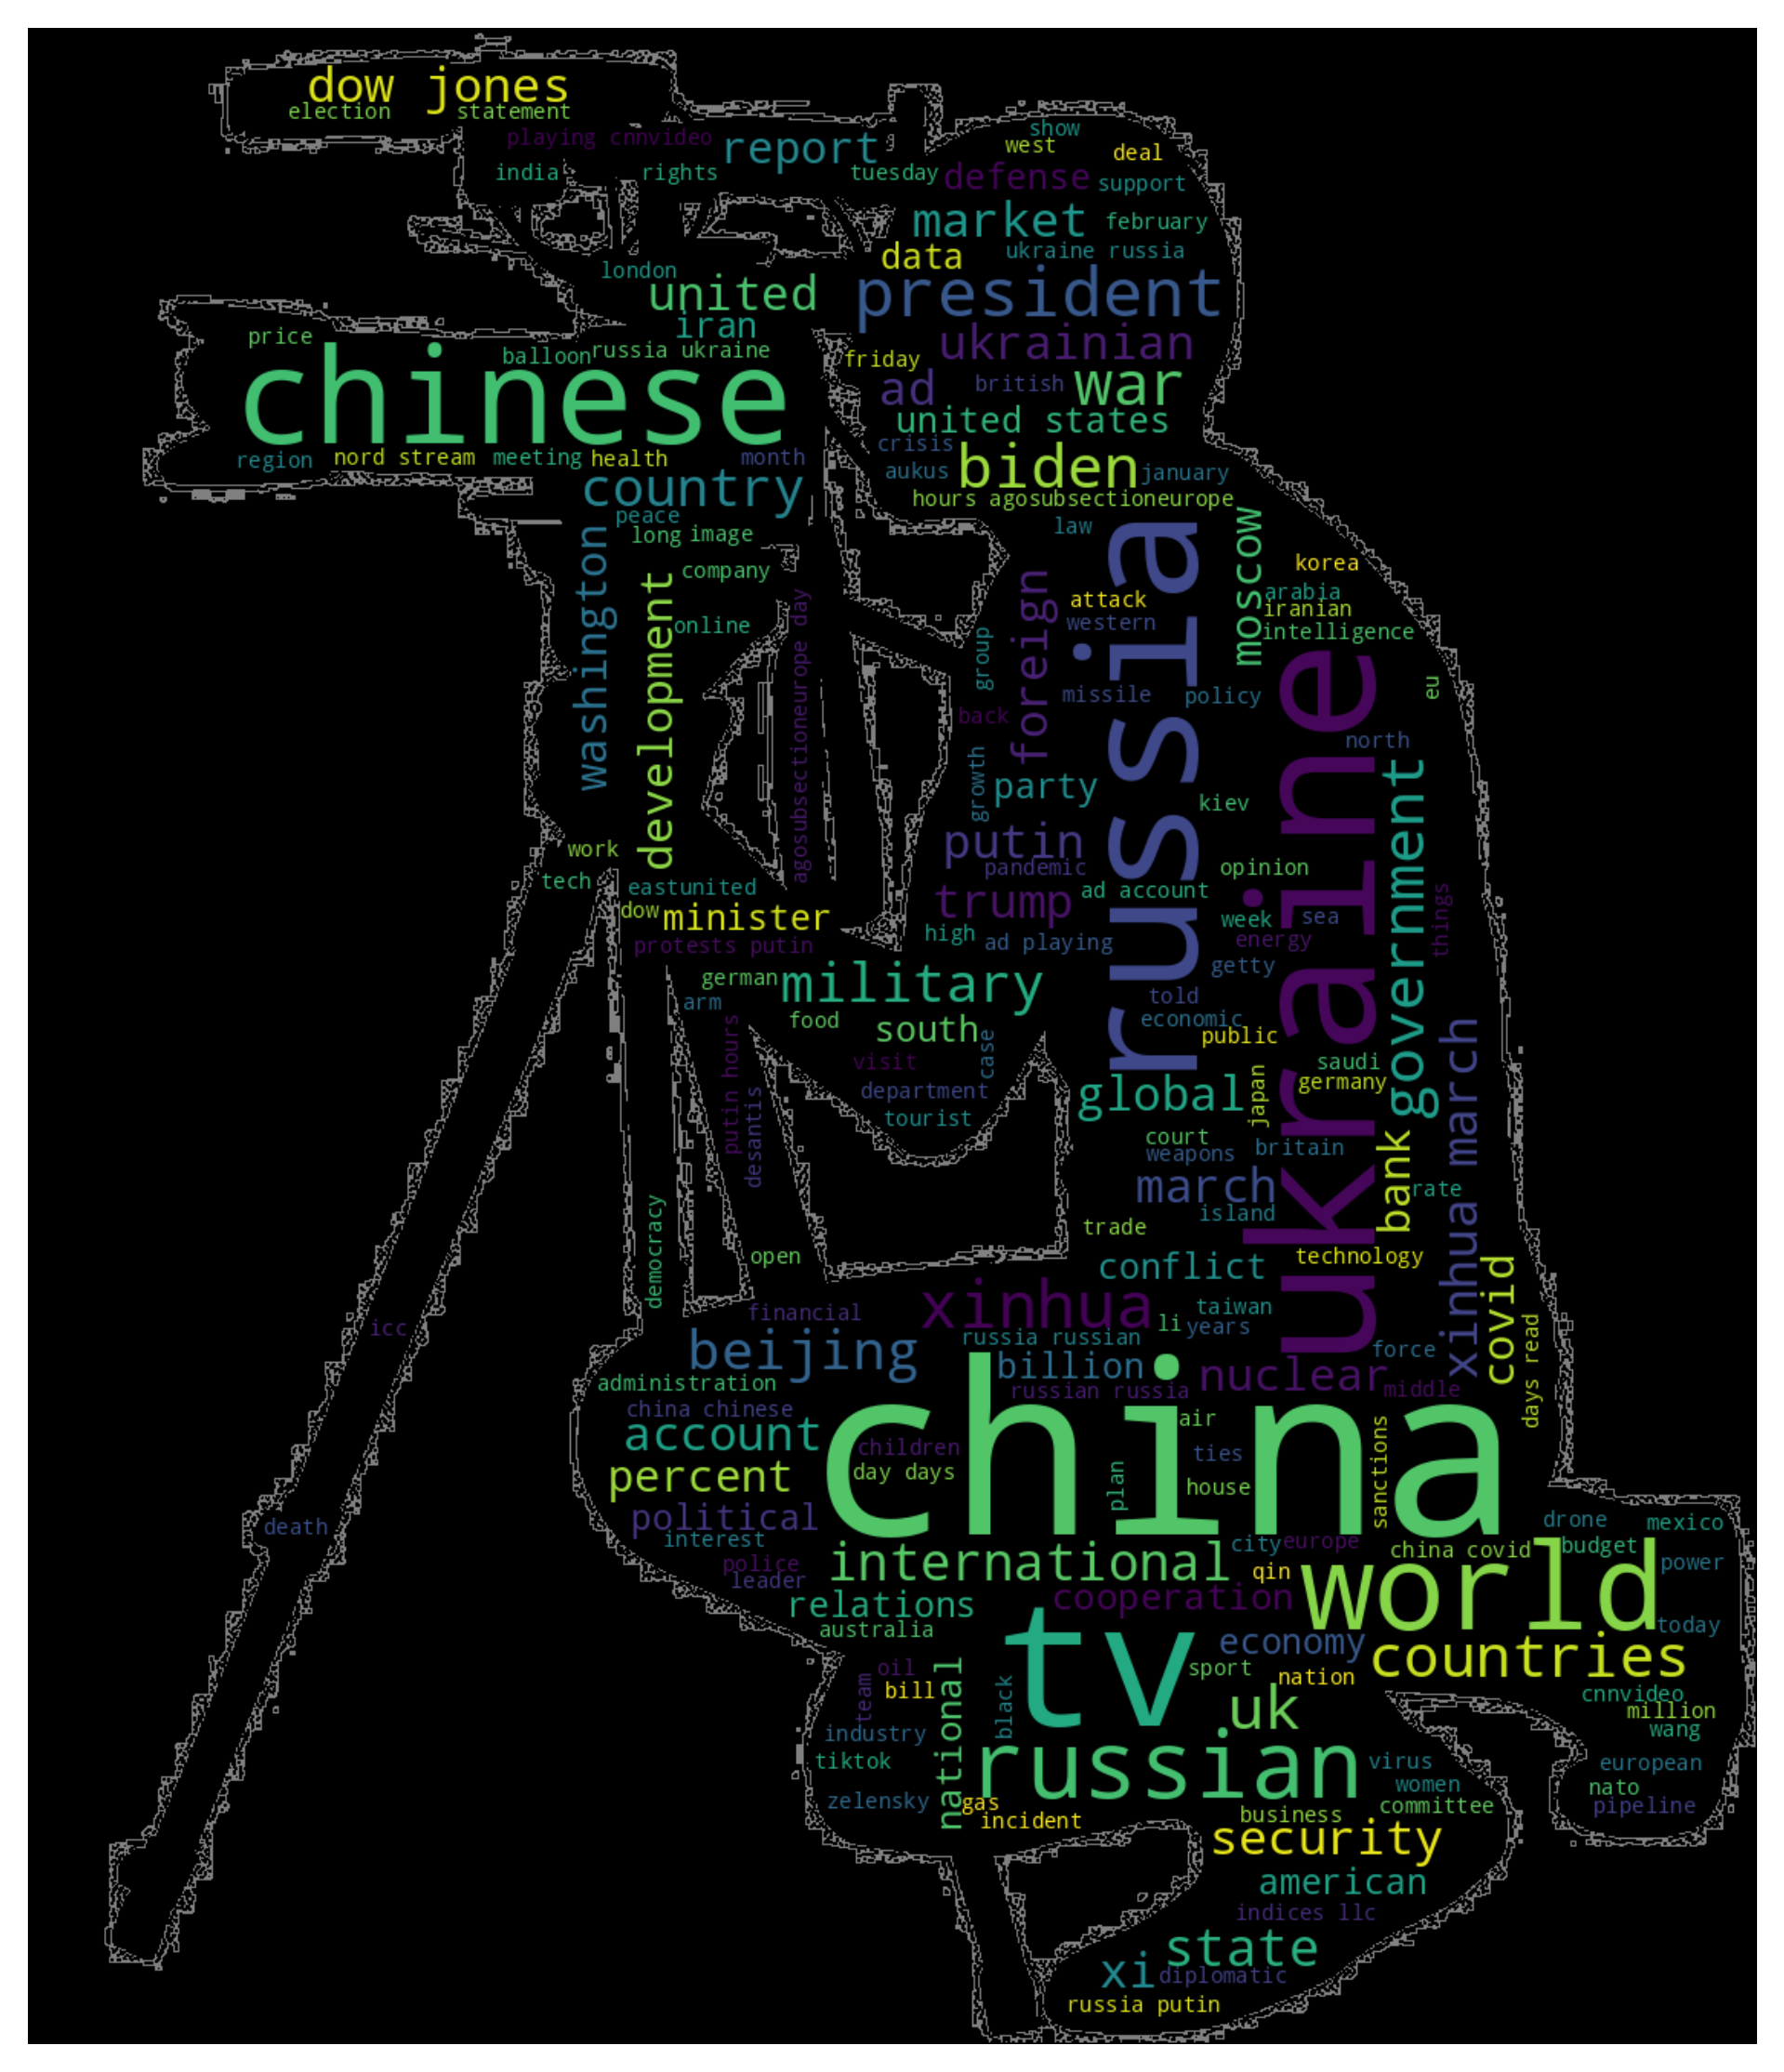 dow jones
election
statement
playing cnnvideo
report
show
west
deal
india
rights
tuesday
defense
support
market
february
data
ukraine russia
london
united
president
iran
price
balloon
russia ukraine
ukrainian
friday
chinese
ad
british
war
united states
region
nord stream
meeting
health
month
crisis
aukus
biden
january
country
hours agosubsectioneurope
peace
long
image
law
washington
development
company
online
agosubsectioneurope day
foreign
group
attack
western
russia
moscow
korea
arabia
iranian
intelligence
missile
policy
eu
back
north
ukraine
government
growth
party
kiev
work
tech
putin
pandemic
opinion
eastunited
dow
minister
trump
ad account
week
sea
things
protests putin
high
ad playing
energy
german
military
getty
arm
told
food
south
economic
public
case
visit
putin hours
desantis
department
tourist
global
japan
saudi
germany
xinhua march
court
weapons
britain
bank
march
rate
island
democracy
open
trade
conflict
technology
covid
xinhua
financial
taiwan
li
years
icc
beijing
russia russian
billion
force
days read
administration
russian russia
nuclear
middle
china chinese
china
air
account
children
day days
ties
percent
plan
house
sanctions
political
death
interest
drone
mexico
police
leader
international
city
europe
china covid
budget
power
qin
world
relations
cooperation
australia
tv
economy
today
countries
team
oil
bill
national
black
sport
nation
cnnvideo
million
wang
uk
industry
tiktok
russian
virus
european
zelensky
women
nato
pipeline
gas
incident
business
committee
security
american
indices llc
state
xi
diplomatic
russia putin